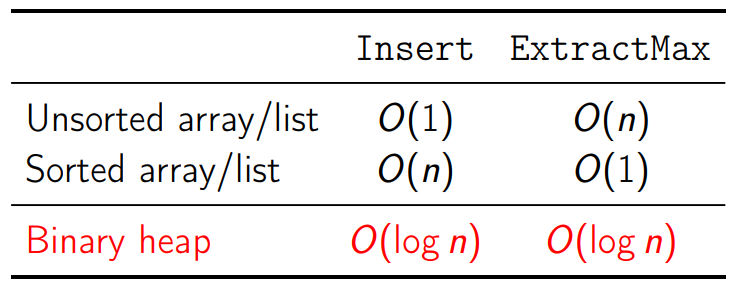 Insert ExtractMax
Unsorted array/list O(1) O(n)
Sorted array/list O(n) O(1)
Binary heap O(log n) O(log n)